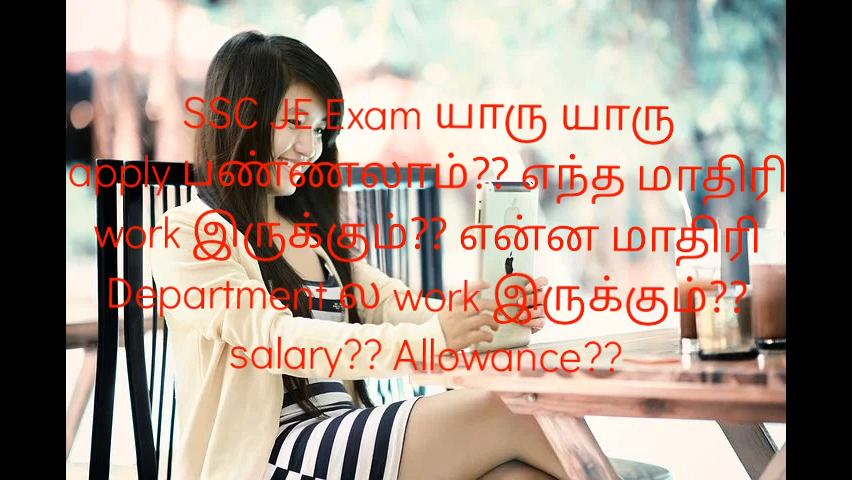 SSC JE Exam யாரு யாரு
apply பண்ணலாம்?? எந்த மாதிரி
work இருக்கும்?? என்ன மாதிரி
Department ல work இருக்கும்??
salary?? Allowance??